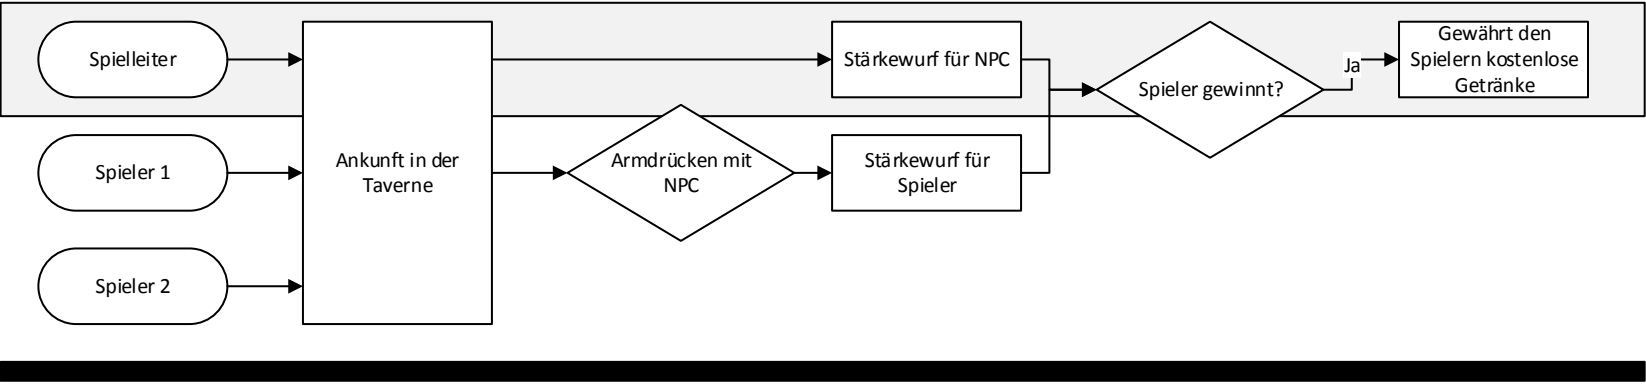 Spielleiter
Spieler 1
Spieler 2
Ankunft in der
Taverne
Armdrücken mit
NPC
Stärkewurf für NPC
Stärkewurf für
Spieler
Spieler gewinnt?
Ja
Gewährt den
Spielern kostenlose
Getränke